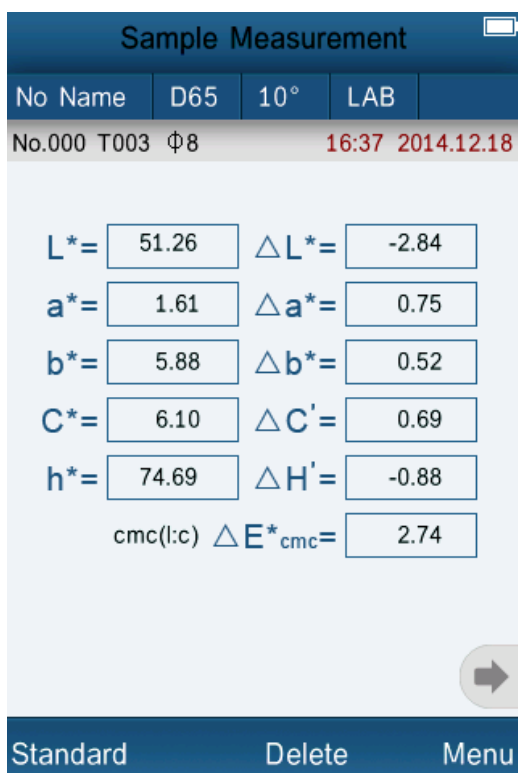 Sample Measurement
No Name D65 10° LAB
No.000 T003 Φ8 16:37 2014.12.18
L*= 51.26 △L*= -2.84
a*= 1.61 △a*= 0.75
b*= 5.88 △b*= 0.52
C*= 6.10 △C'= 0.69
h*= 74.69 △H'= -0.88
cmc(l:c) △E*cmc= 2.74
Standard Delete Menu